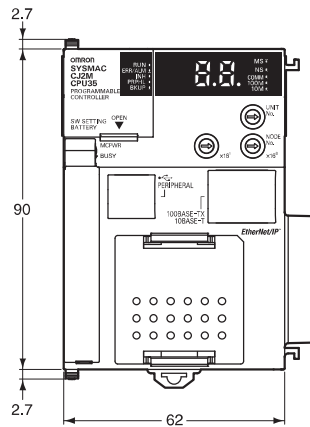 2.7
OMRON
SYSMAC
CJ2M
CPU35
PROGRAMMABLE
CONTROLLER
RUN
ERR/ALM
INH
PRPHL
BKUP
8.8.
MS
NS
COMM
100M
10M
SW SETTING
BATTERY
OPEN
UNIT
No.
MCPWR
BUSY
x16¹
NODE
No.
x16⁰
PERIPHERAL
100BASE-TX
10BASE-T
EtherNet/IP
90
2.7
62